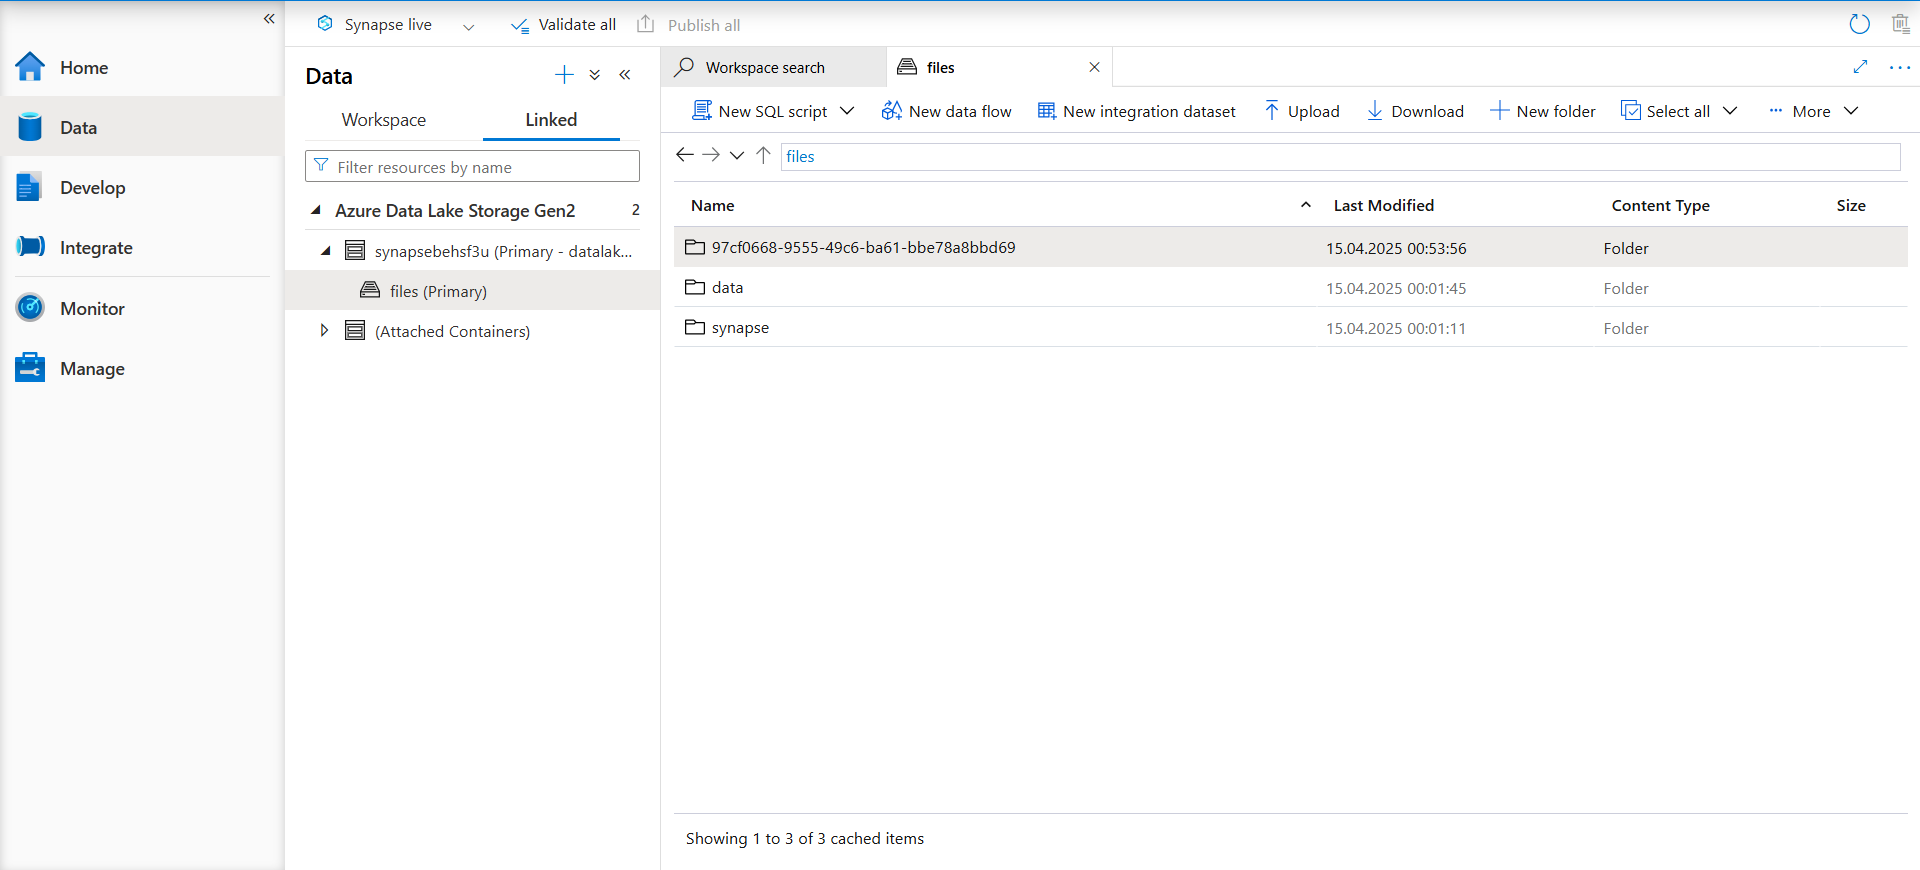 Synapse live
Validate all
Publish all
Home
Data
Develop
Integrate
Monitor
Manage
Data
Workspace
Linked
Filter resources by name
Azure Data Lake Storage Gen2 2
synapsebehsf3u (Primary - datalak...
files (Primary)
(Attached Containers)
Workspace search
files
New SQL script
New data flow
New integration dataset
Upload
Download
New folder
Select all
More
files
Name Last Modified Content Type Size
97cf0668-9555-49c6-ba61-bbe78a8bbd69 15.04.2025 00:53:56 Folder
data 15.04.2025 00:01:45 Folder
synapse 15.04.2025 00:01:11 Folder
Showing 1 to 3 of 3 cached items